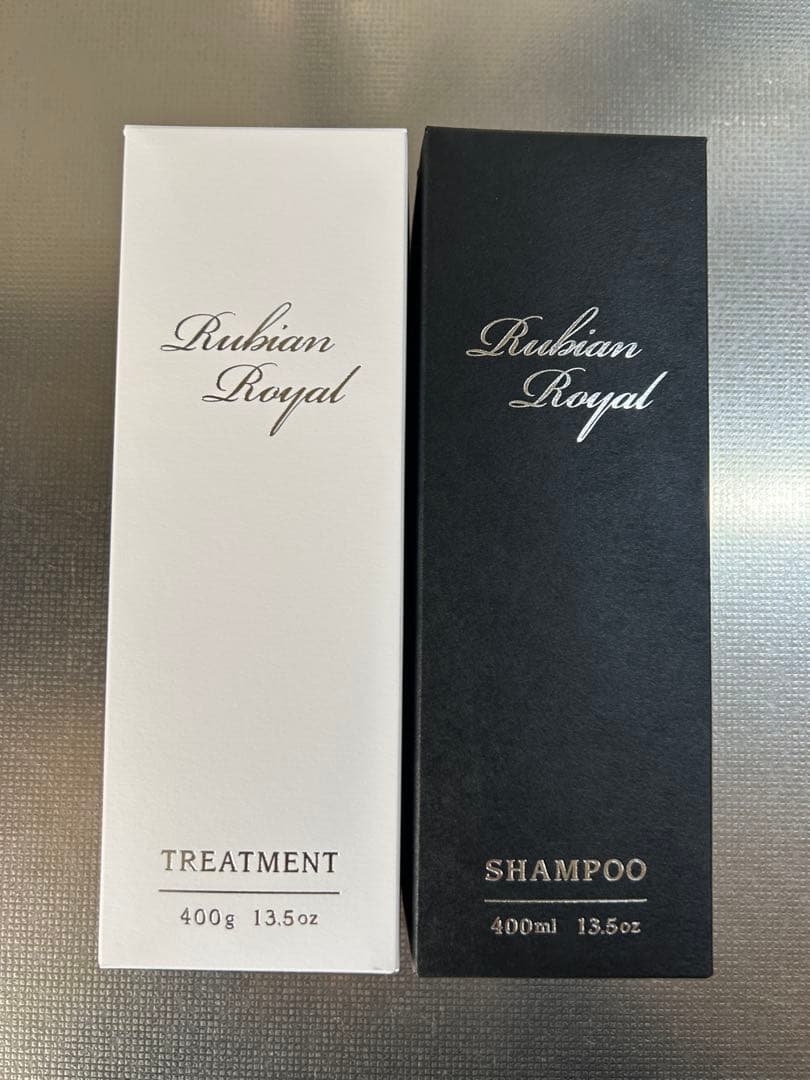 Rubian
Royal
TREATMENT
400g 13.5oz
Rubian
Royal
SHAMPOO
400ml 13.5oz